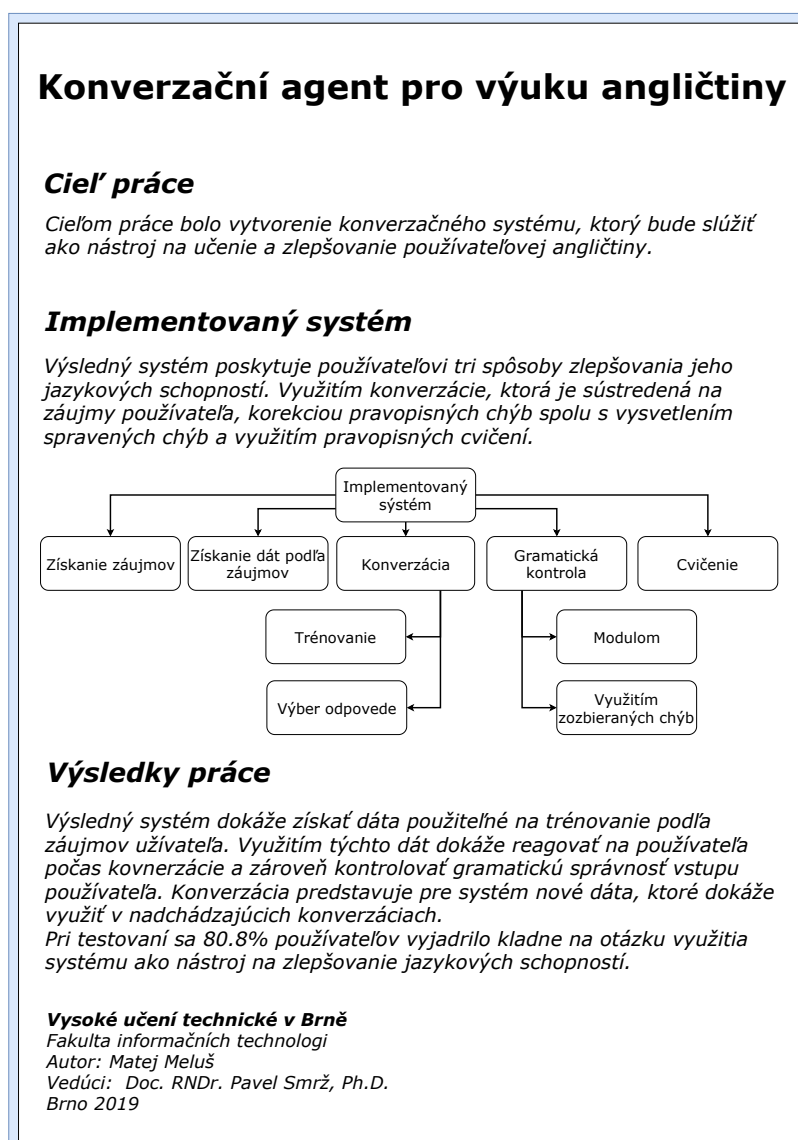 Konverzační agent pro výuku angličtiny
Cieľ práce
Cieľom práce bolo vytvorenie konverzačného systému, ktorý bude slúžiť
ako nástroj na učenie a zlepšovanie používateľovej angličtiny.
Implementovaný systém
Výsledný systém poskytuje používateľovi tri spôsoby zlepšovania jeho
jazykových schopností. Využitím konverzácie, ktorá je sústredená na
záujmy používateľa, korekciou pravopisných chýb spolu s vysvetlením
spravených chýb a využitím pravopisných cvičení.
Implementovaný
sýstém
Získanie záujmov
Získanie dát podľa
záujmov
Konverzácia
Gramatická
kontrola
Cvičenie
Trénovanie
Modulom
Výber odpovede
Využitím
zozbieraných chýb
Výsledky práce
Výsledný systém dokáže získať dáta použiteľné na trénovanie podľa
záujmov užívateľa. Využitím týchto dát dokáže reagovať na používateľa
počas kovnerzácie a zároveň kontrolovať gramatickú správnosť vstupu
používateľa. Konverzácia predstavuje pre systém nové dáta, ktoré dokáže
využiť v nadchádzajúcich konverzáciach.
Pri testovaní sa 80.8% používateľov vyjadrilo kladne na otázku využitia
systému ako nástroj na zlepšovanie jazykových schopností.
Vysoké učení technické v Brně
Fakulta informačních technologi
Autor: Matej Meluš
Vedúci:  Doc. RNDr. Pavel Smrž, Ph.D.
Brno 2019